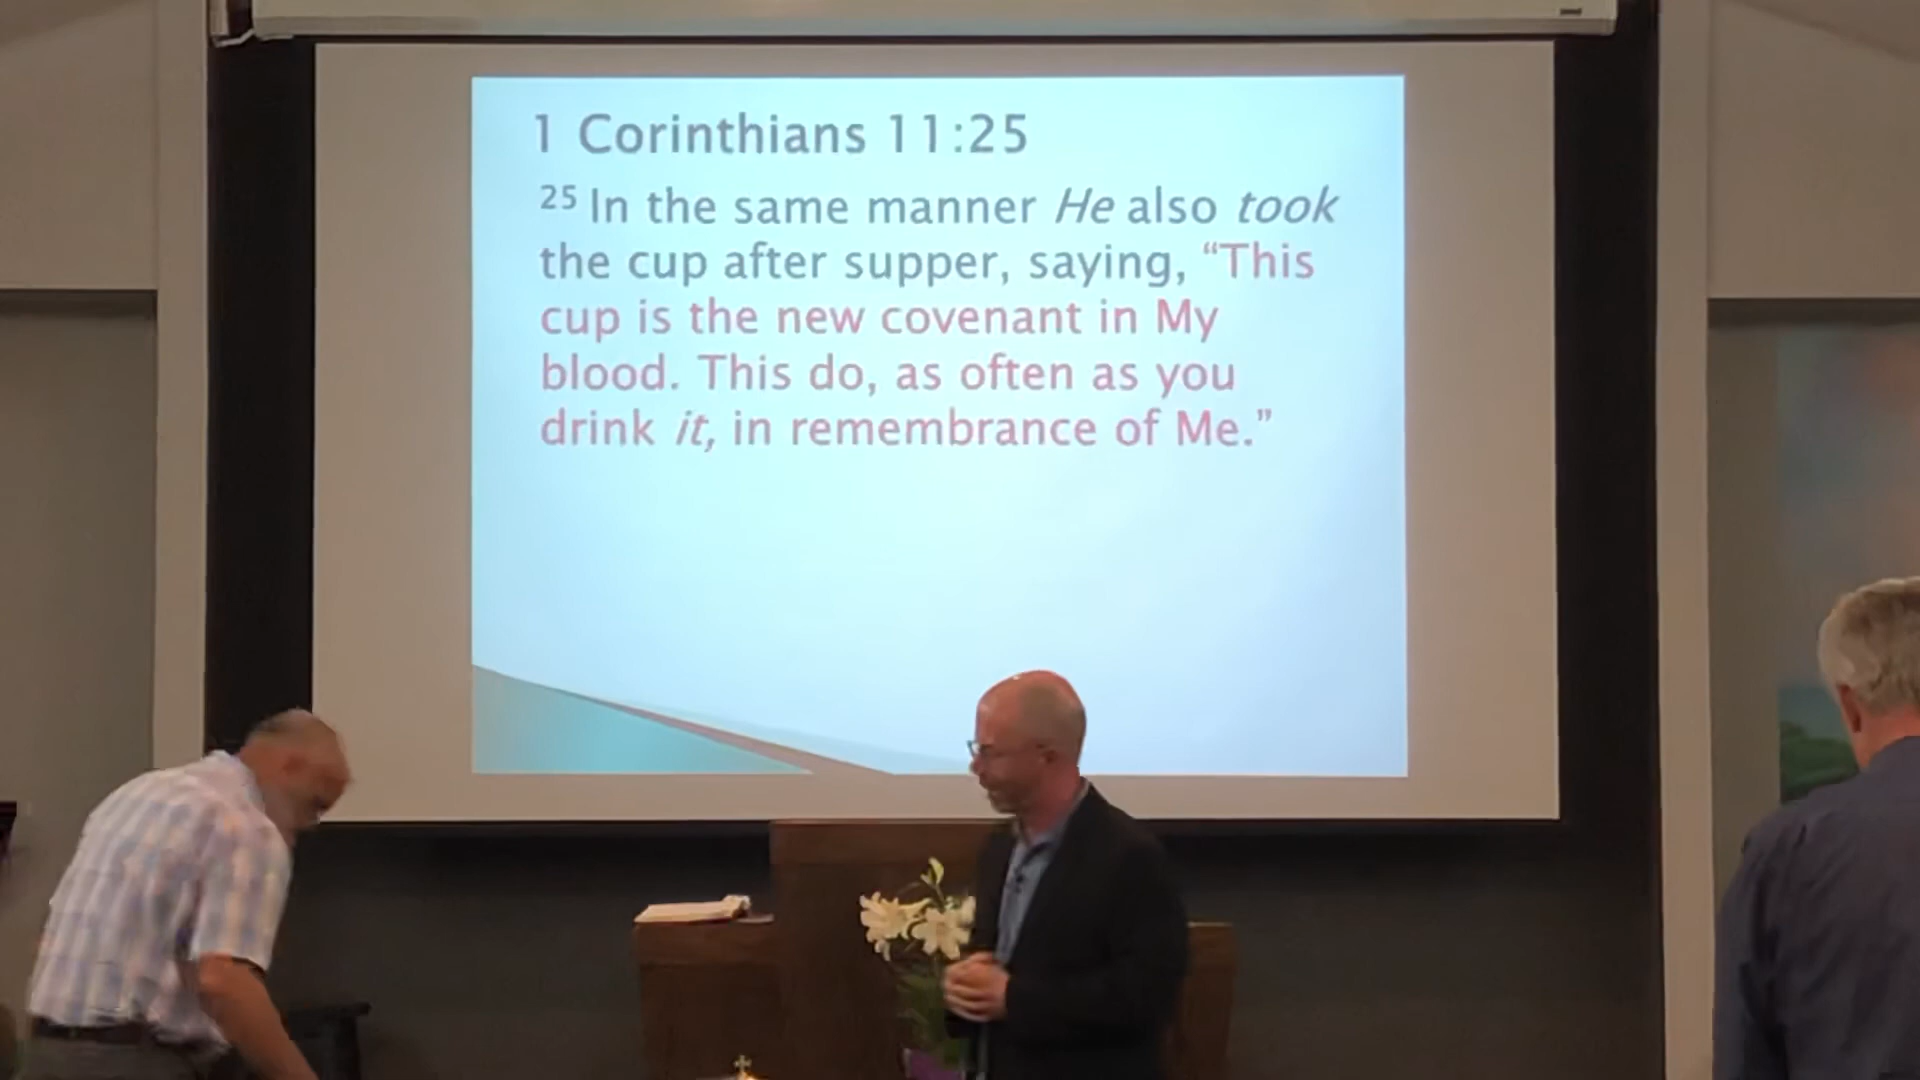 1 Corinthians 11:25
25 In the same manner He also took
the cup after supper, saying, “This
cup is the new covenant in My
blood. This do, as often as you
drink it, in remembrance of Me.”